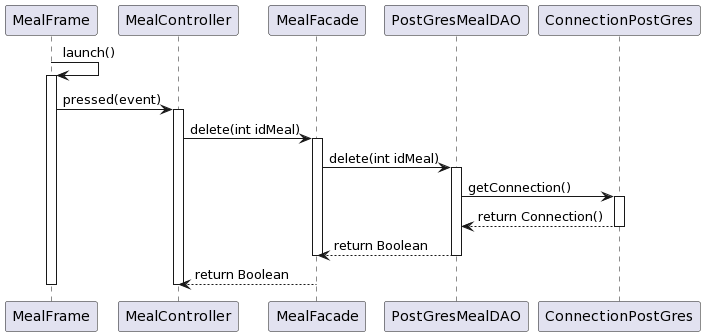 MealFrame MealController MealFacade PostGresMealDAO ConnectionPostGres
launch()
pressed(event)
delete(int idMeal)
delete(int idMeal)
getConnection()
return Connection()
return Boolean
return Boolean
MealFrame MealController MealFacade PostGresMealDAO ConnectionPostGres